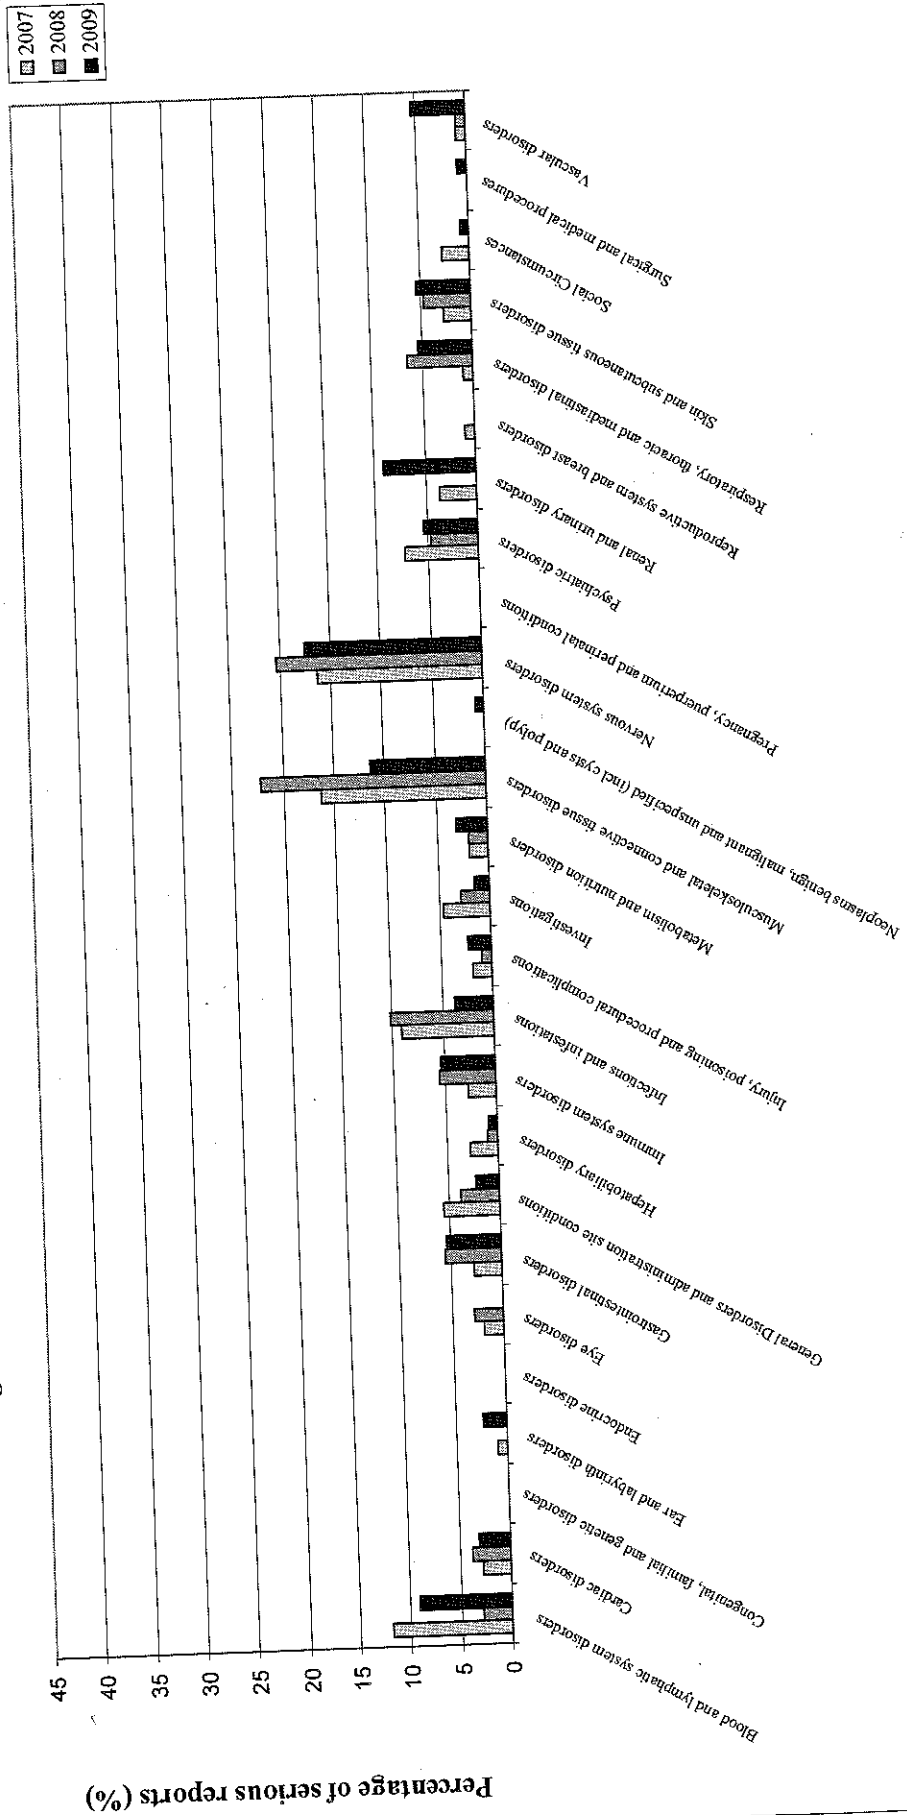 2007
2008
2009
Percentage of serious reports (%)
45
40
35
30
25
20
15
10
5
0
Blood and lymphatic system disorders
Cardiac disorders
Congenital, familial and genetic disorders
Ear and labyrinth disorders
Endocrine disorders
Eye disorders
Gastrointestinal disorders
General Disorders and administration site conditions
Hepatobiliary disorders
Immune system disorders
Infections and infestations
Injury, poisoning and procedural complications
Investigations
Metabolism and nutrition disorders
Musculoskeletal and connective tissue disorders
Neoplasms benign, malignant and unspecified (incl cysts and polyp)
Nervous system disorders
Pregnancy, puerperium and perinatal conditions
Psychiatric disorders
Renal and urinary disorders
Reproductive system and breast disorders
Respiratory, thoracic and mediastinal disorders
Skin and subcutaneous tissue disorders
Social Circumstances
Surgical and medical procedures
Vascular disorders